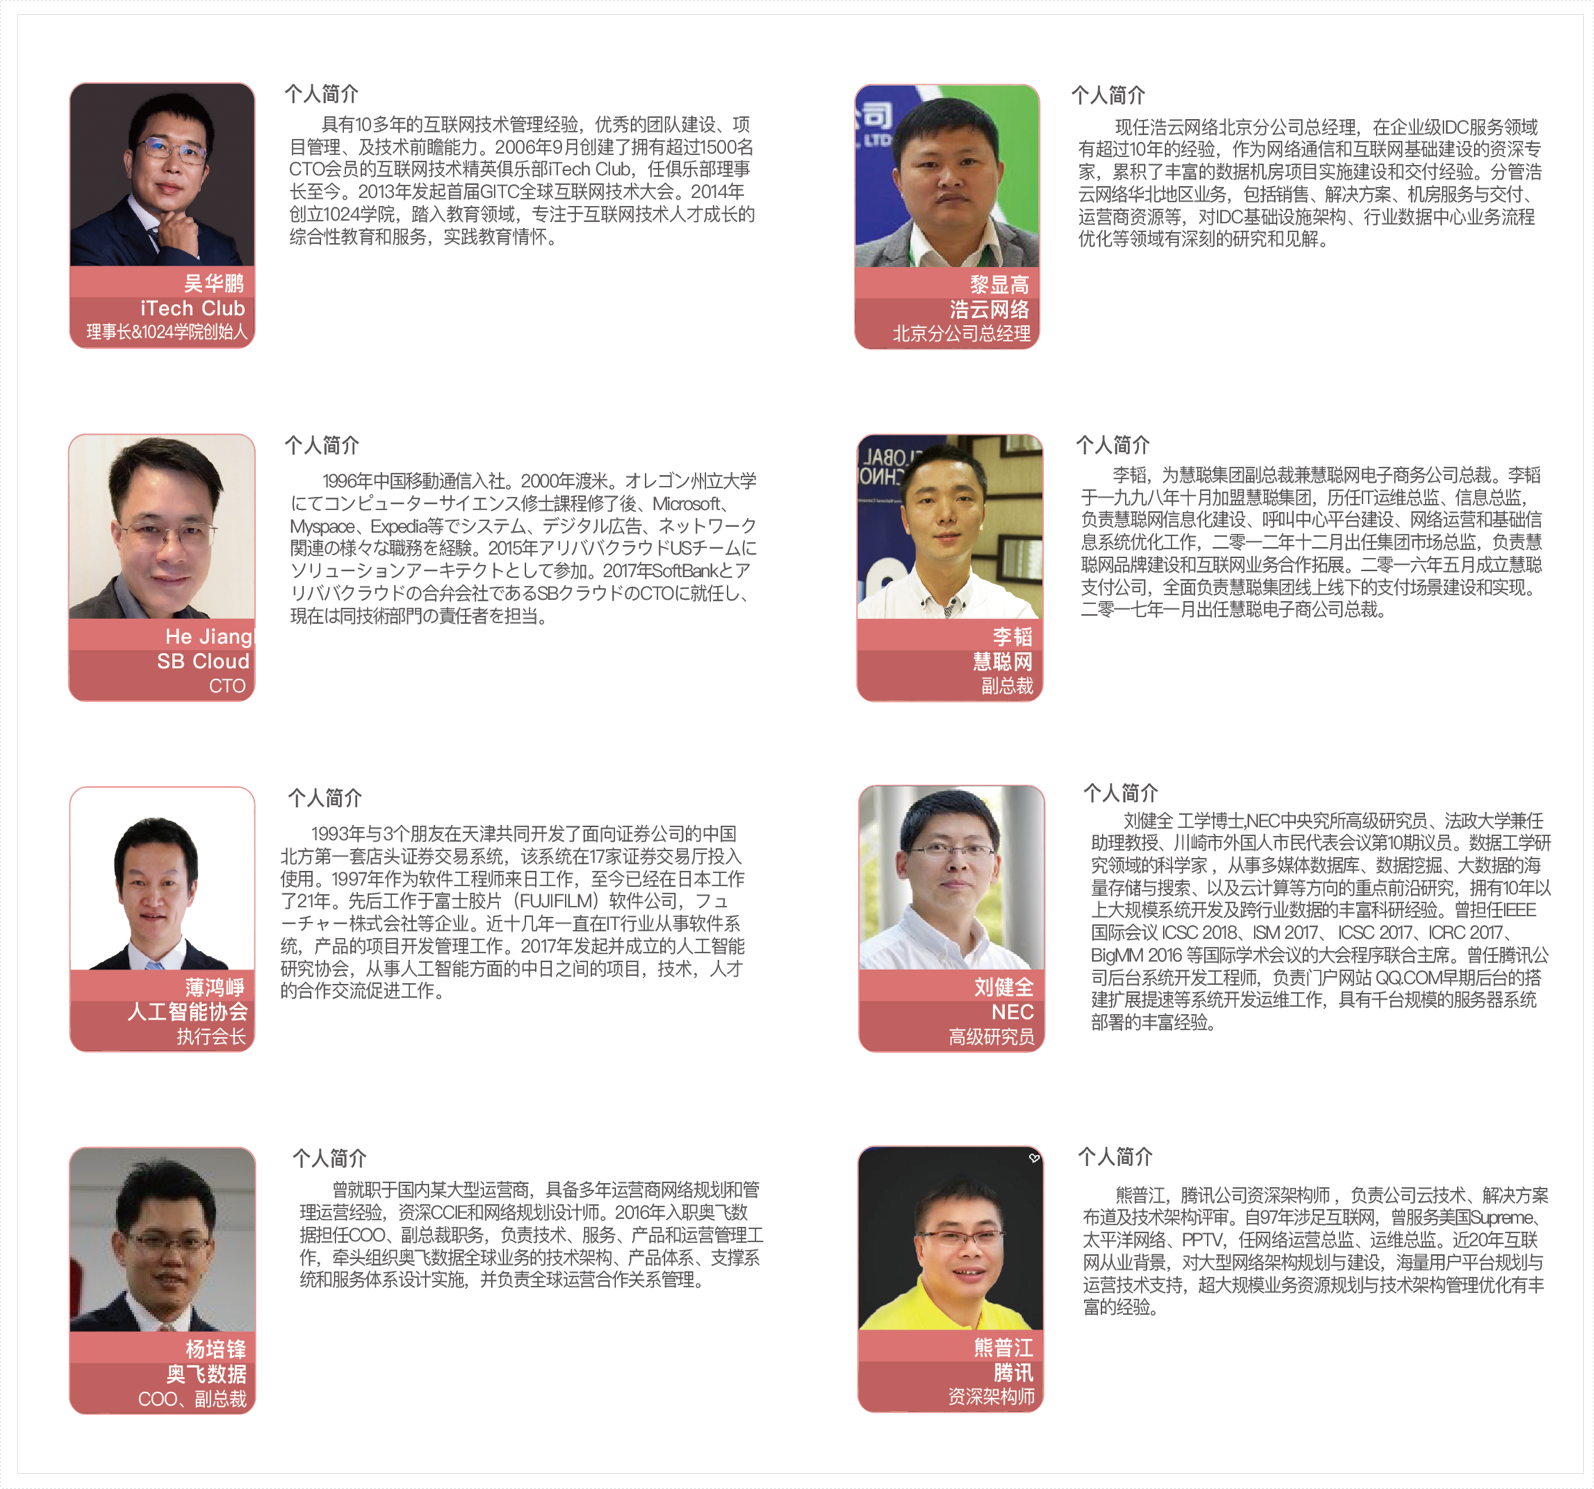 个人简介
具有10多年的互联网技术管理经验，优秀的团队建设、项
目管理、及技术前瞻能力。2006年9月创建了拥有超过1500名
CTO会员的互联网技术精英俱乐部iTech Club，任俱乐部理事
长至今。2013年发起首届GITC全球互联网技术大会。2014年
创立1024学院，踏入教育领域，专注于互联网技术人才成长的
综合性教育和服务，实践教育情怀。
吴华鹏
iTech Club
理事长&1024学院创始人
公司
., LTD
个人简介
现任浩云网络北京分公司总经理，在企业级IDC服务领域
有超过10年的经验，作为网络通信和互联网基础建设的资深专
家，累积了丰富的数据机房项目实施建设和交付经验。分管浩
云网络华北地区业务，包括销售、解决方案、机房服务与交付、
运营商资源等，对IDC基础设施架构、行业数据中心业务流程
优化等领域有深刻的研究和见解。
黎显高
浩云网络
北京分公司总经理
个人简介
1996年中国移動通信入社。2000年渡米。オレゴン州立大学
にてコンピューターサイエンス修士課程修了後、Microsoft、
Myspace、Expedia等でシステム、デジタル広告、ネットワーク
関連の様々な職務を経験。2015年アリババクラウドUSチームに
ソリューションアーキテクトとして参加。2017年SoftBankとア
リババクラウドの合弁会社であるSBクラウドのCTOに就任し、
現在は同技術部門の責任者を担当。
He Jiang
SB Cloud
CTO
GLOBAL
个人简介
李韬，为慧聪集团副总裁兼慧聪网电子商务公司总裁。李韬
于一九九八年十月加盟慧聪集团，历任IT运维总监、信息总监，
负责慧聪网信息化建设、呼叫中心平台建设、网络运营和基础信
息系统优化工作，二零一二年十二月出任集团市场总监，负责慧
聪网品牌建设和互联网业务合作拓展。二零一六年五月成立慧聪
支付公司，全面负责慧聪集团线上线下的支付场景建设和实现。
二零一七年一月出任慧聪电子商公司总裁。
李韬
慧聪网
副总裁
个人简介
1993年与3个朋友在天津共同开发了面向证券公司的中国
北方第一套店头证券交易系统，该系统在17家证券交易厅投入
使用。1997年作为软件工程师来日工作，至今已经在日本工作
了21年。先后工作于富士胶片（FUJIFILM）软件公司，フュ
ーチャー株式会社等企业。近十几年一直在IT行业从事软件系
统，产品的项目开发管理工作。2017年发起并成立的人工智能
研究协会，从事人工智能方面的中日之间的项目，技术，人才
的合作交流促进工作。
薄鸿崢
人工智能协会
执行会长
个人简介
刘健全 工学博士,NEC中央究所高级研究员、法政大学兼任
助理教授、川崎市外国人市民代表会议第10期议员。数据工学研
究领域的科学家，从事多媒体数据库、数据挖掘、大数据的海
量存储与搜索、以及云计算等方向的重点前沿研究，拥有10年以
上大规模系统开发及跨行业数据的丰富科研经验。曾担任IEEE
国际会议 ICSC 2018、ISM 2017、 ICSC 2017、ICRC 2017、
BigMM 2016 等国际学术会议的大会程序联合主席。曾任腾讯公
司后台系统开发工程师，负责门户网站 QQ.COM早期后台的搭
建扩展提速等系统开发运维工作，具有千台规模的服务器系统
部署的丰富经验。
刘健全
NEC
高级研究员
个人简介
曾就职于国内某大型运营商，具备多年运营商网络规划和管
理运营经验，资深CCIE和网络规划设计师。2016年入职奥飞数
据担任COO、副总裁职务，负责技术、服务、产品和运营管理工
作，牵头组织奥飞数据全球业务的技术架构、产品体系、支撑系
统和服务体系设计实施，并负责全球运营合作关系管理。
杨培锋
奥飞数据
COO、副总裁
个人简介
熊普江，腾讯公司资深架构师 ，负责公司云技术、解决方案
布道及技术架构评审。自97年涉足互联网，曾服务美国Supreme、
太平洋网络、PPTV，任网络运营总监、运维总监。近20年互联
网从业背景，对大型网络架构规划与建设，海量用户平台规划与
运营技术支持，超大规模业务资源规划与技术架构管理优化有丰
富的经验。
熊普江
腾讯
资深架构师